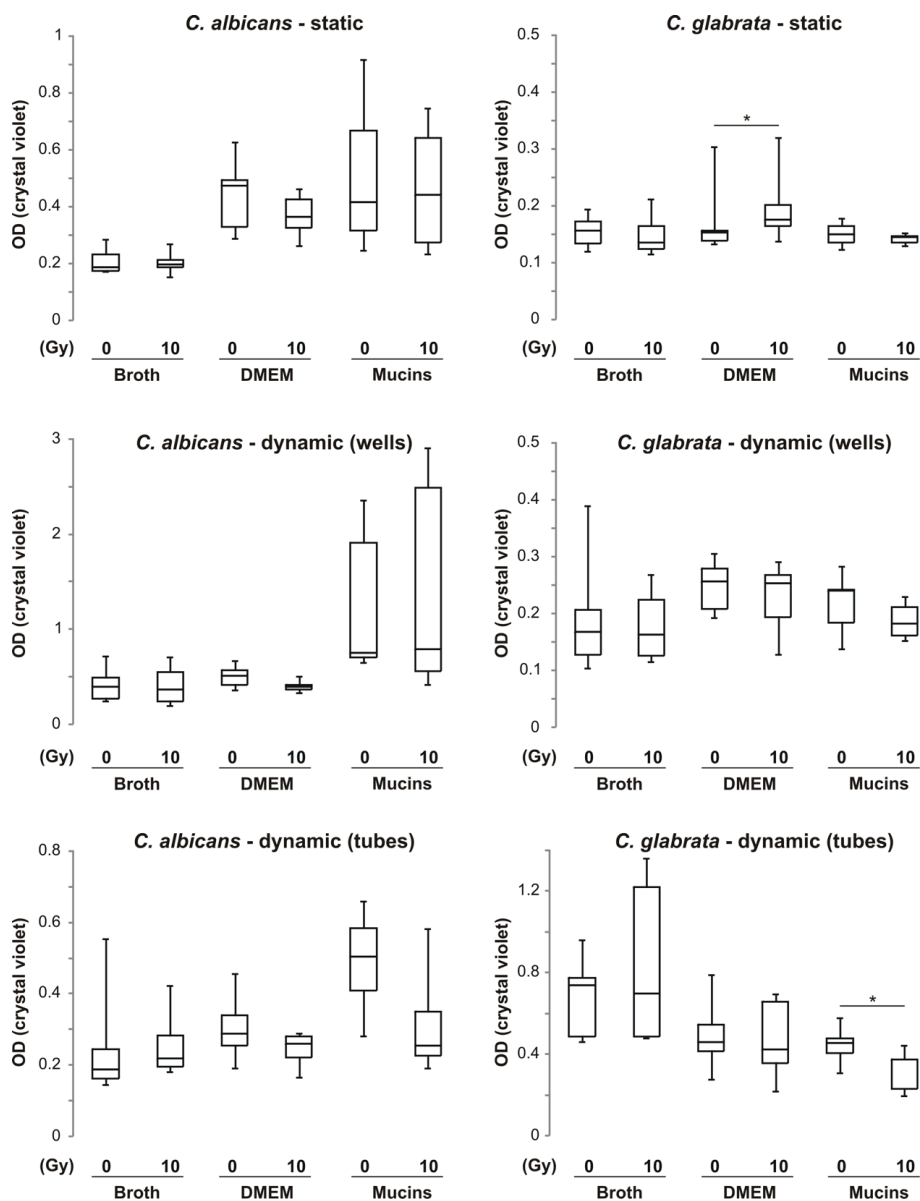 C. albicans - static
OD (crystal violet)
1
0.8
0.6
0.4
0.2
0
(Gy) 0 10 0 10 0 10
Broth DMEM Mucins
C. glabrata - static
OD (crystal violet)
0.5
0.4
0.3
0.2
0.1
0
*
0 10 0 10 0 10
Broth DMEM Mucins
C. albicans - dynamic (wells)
OD (crystal violet)
3
2
1
0
(Gy) 0 10 0 10 0 10
Broth DMEM Mucins
C. glabrata - dynamic (wells)
OD (crystal violet)
0.5
0.4
0.3
0.2
0.1
0
(Gy) 0 10 0 10 0 10
Broth DMEM Mucins
C. albicans - dynamic (tubes)
OD (crystal violet)
0.8
0.6
0.4
0.2
0
(Gy) 0 10 0 10 0 10
Broth DMEM Mucins
C. glabrata - dynamic (tubes)
OD (crystal violet)
1.2
0.8
0.4
0
*
(Gy) 0 10 0 10 0 10
Broth DMEM Mucins